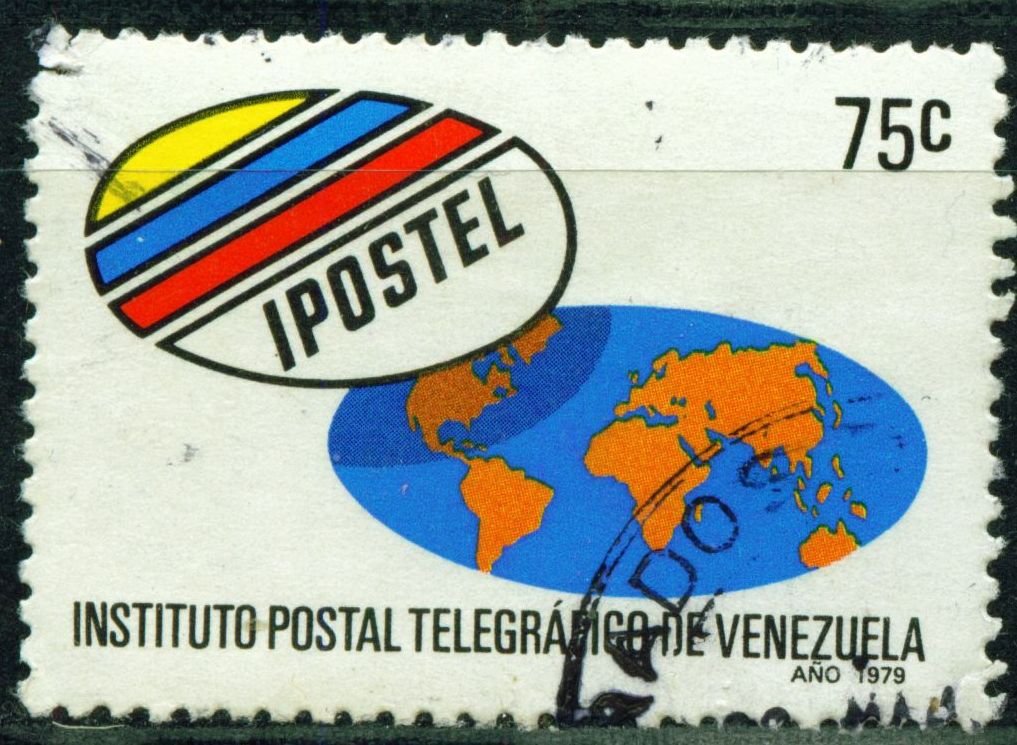 75c
IPOSTEL
INSTITUTO POSTAL TELEGRÁFICO DE VENEZUELA
AÑO 1979